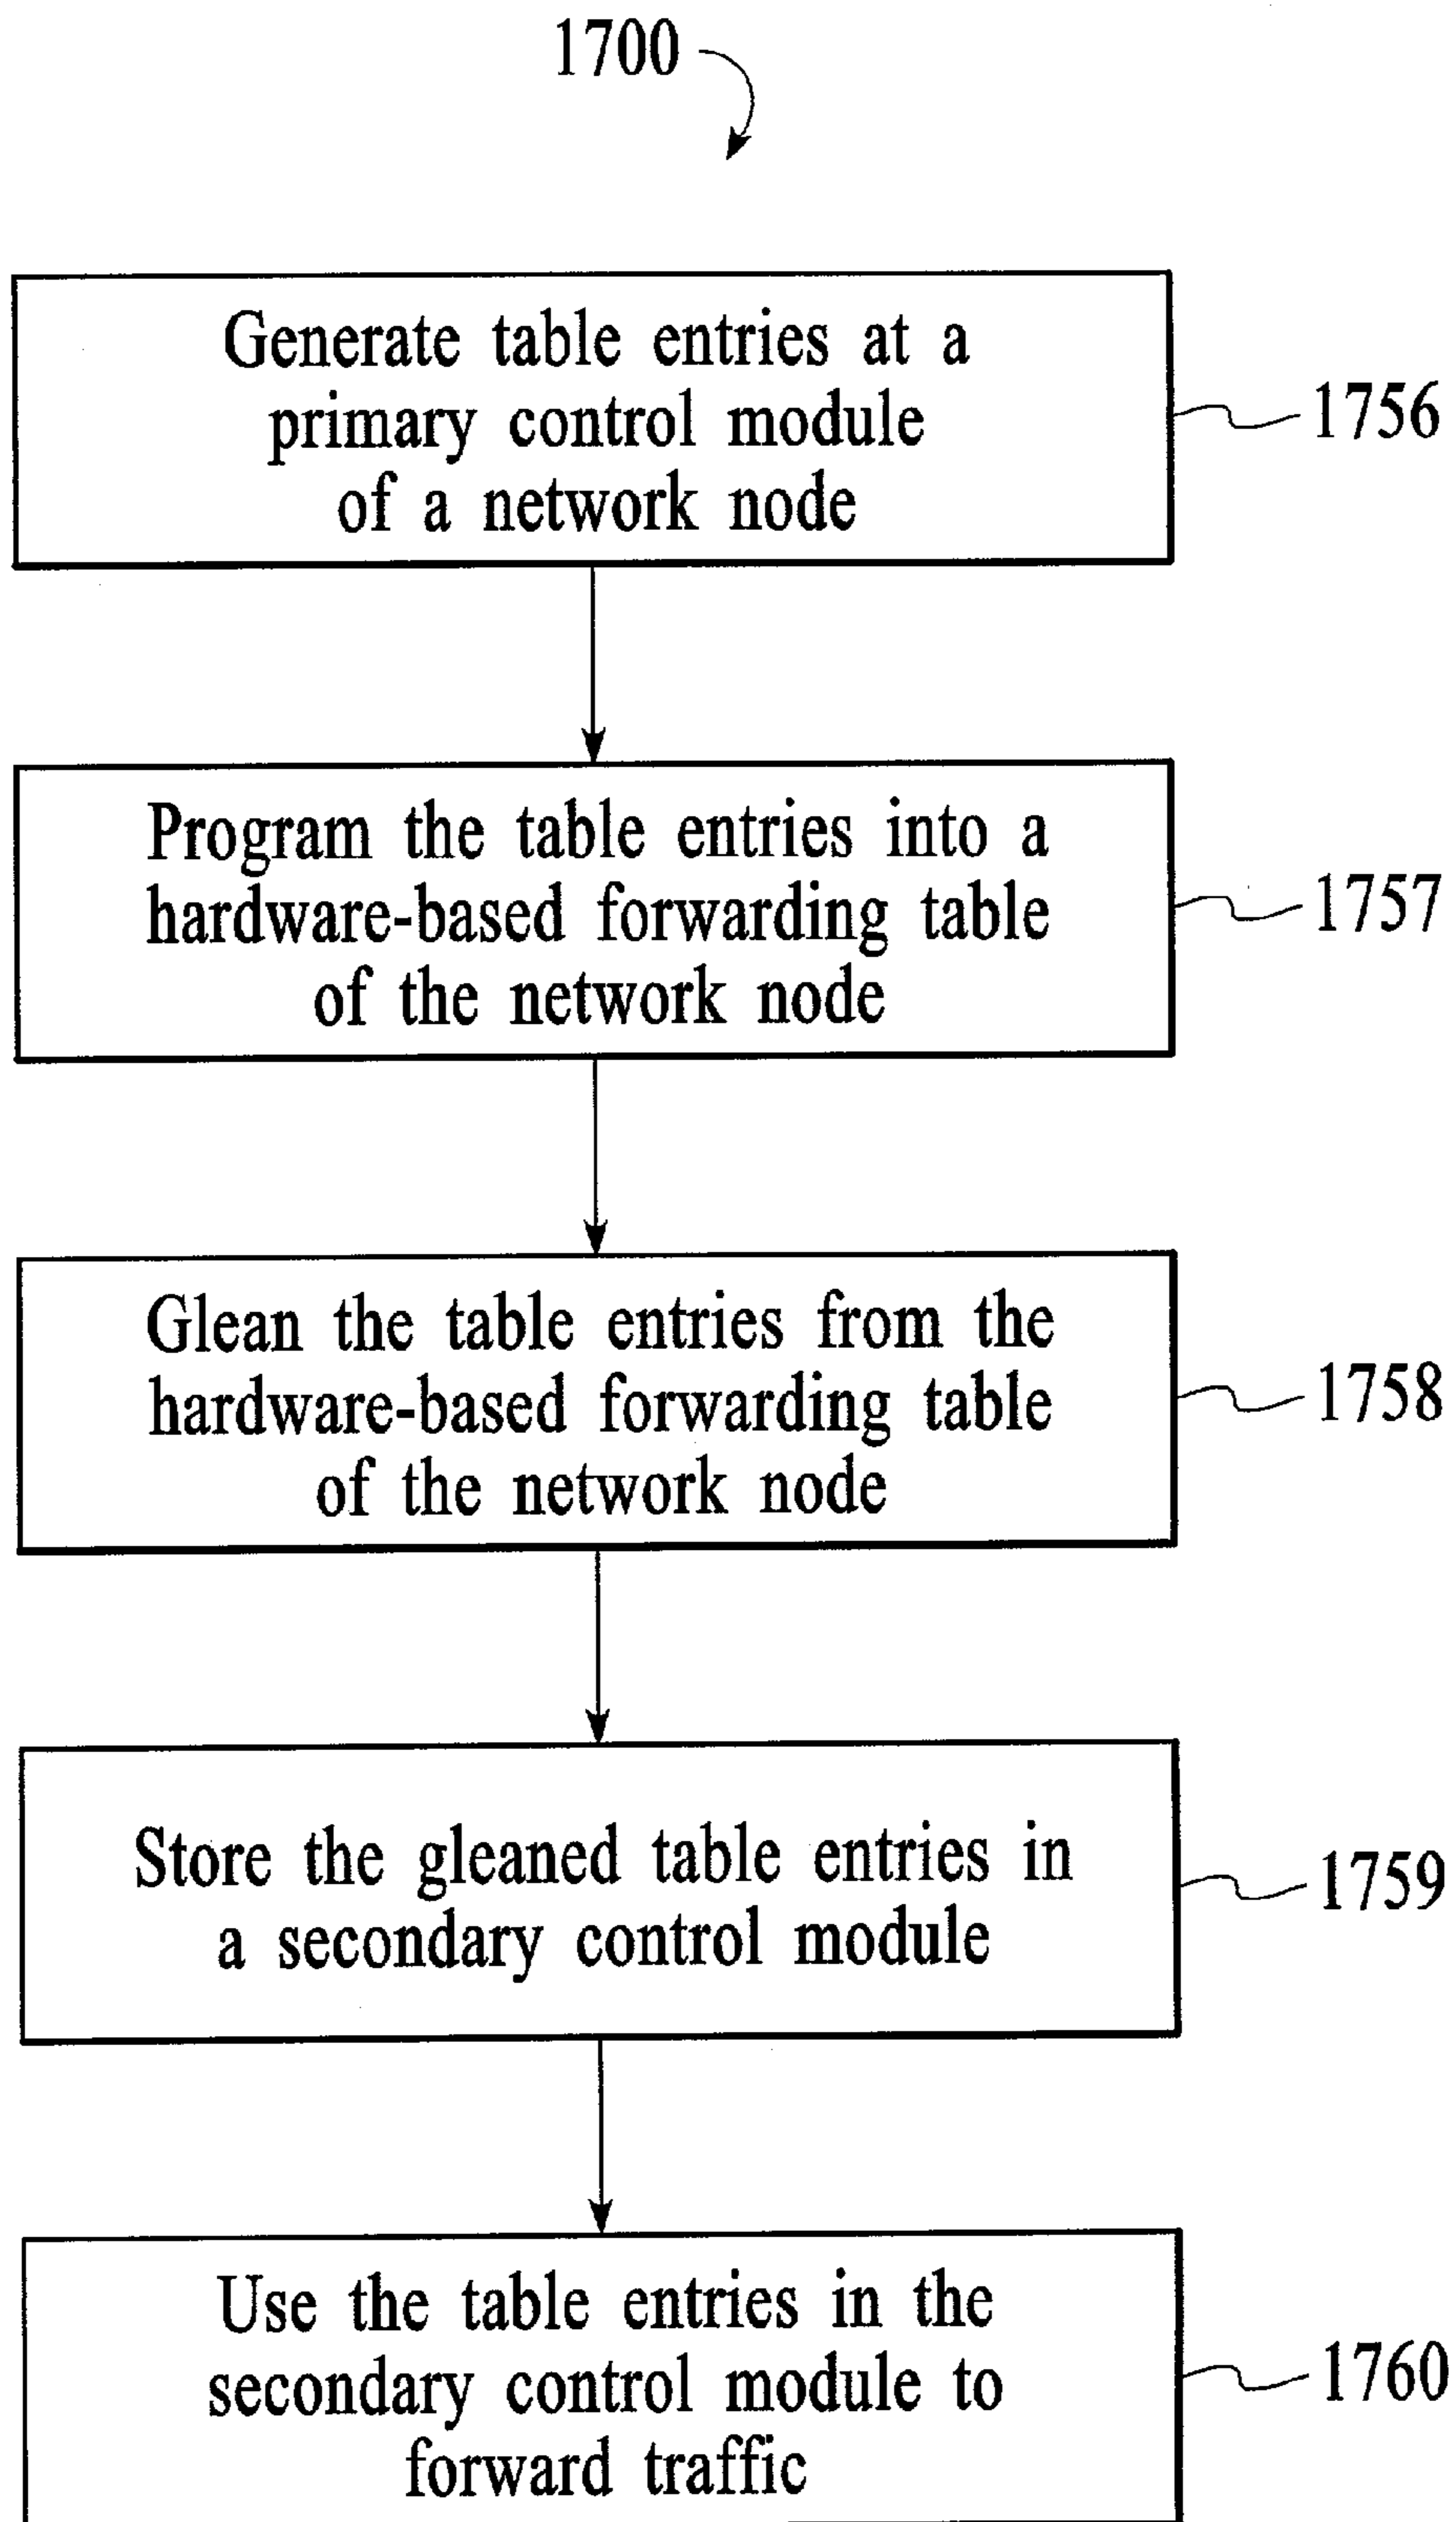 1700
Generate table entries at a
primary control module
of a network node
1756
Program the table entries into a
hardware-based forwarding table
of the network node
1757
Glean the table entries from the
hardware-based forwarding table
of the network node
1758
Store the gleaned table entries in
a secondary control module
1759
Use the table entries in the
secondary control module to
forward traffic
1760